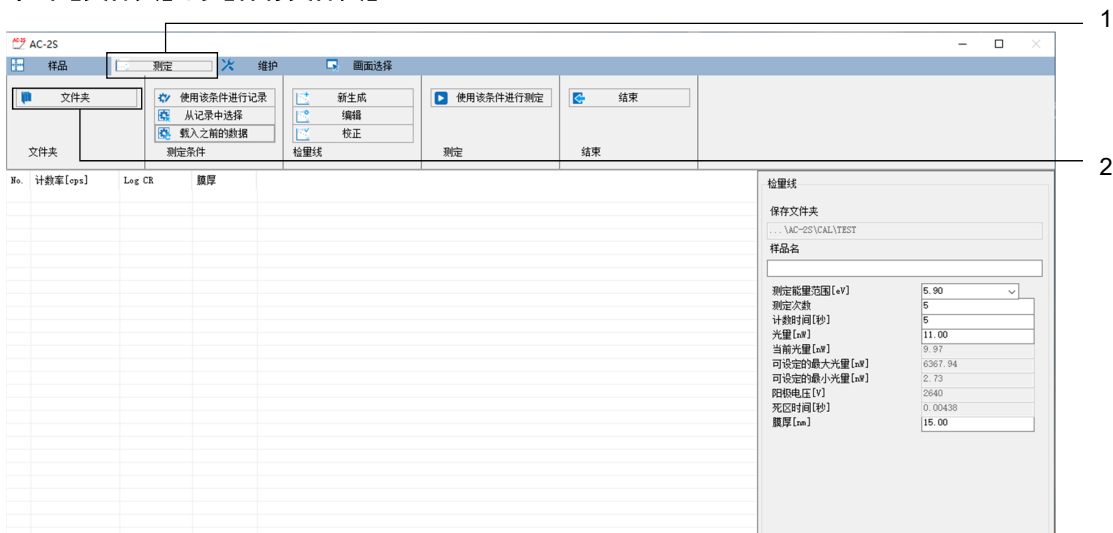 1
AC-2S
样品 测定 维护 画面选择
文件夹 使用该条件进行记录 新生成 使用该条件进行测定 结束
从记录中选择 编辑
载入之前的数据 校正
文件夹 测定条件 检量线 测定 结束
2
No. 计数率[cps] Log CR 膜厚
检量线
保存文件夹
...\AC-2S\CAL\TEST
样品名
测定能量范围[eV] 5.90
测定次数 5
计数时间[秒] 5
光量[nW] 11.00
当前光量[nW] 9.97
可设定的最大光量[nW] 6367.94
可设定的最小光量[nW] 2.73
阳极电压[V] 2640
死区时间[秒] 0.00438
膜厚[nm] 15.00